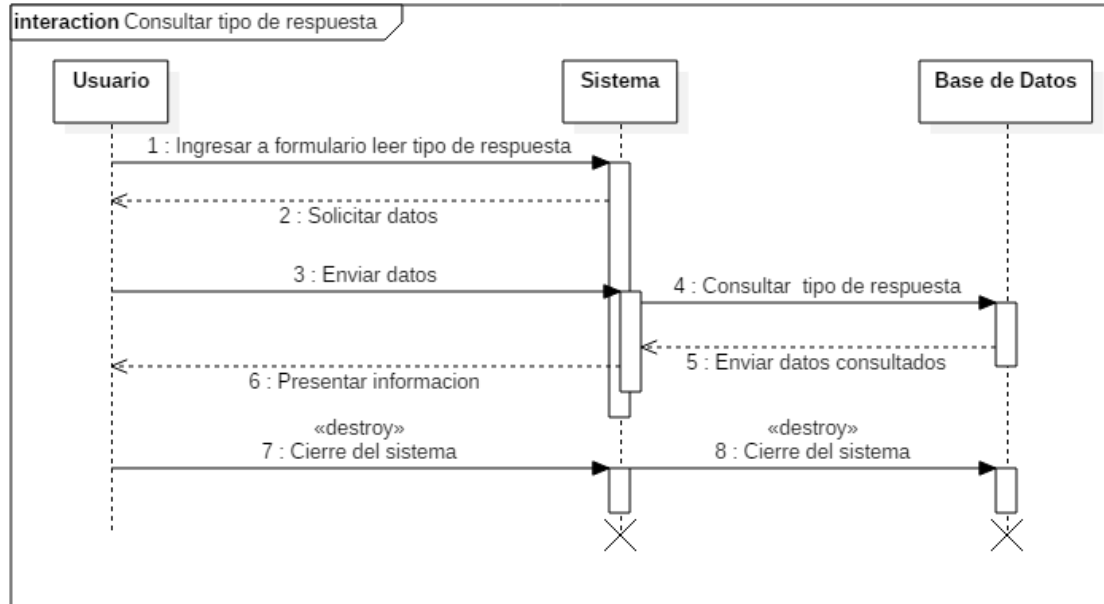 interaction Consultar tipo de respuesta
Usuario
Sistema
Base de Datos
1 : Ingresar a formulario leer tipo de respuesta
2 : Solicitar datos
3 : Enviar datos
4 : Consultar  tipo de respuesta
5 : Enviar datos consultados
6 : Presentar informacion
«destroy»
7 : Cierre del sistema
«destroy»
8 : Cierre del sistema